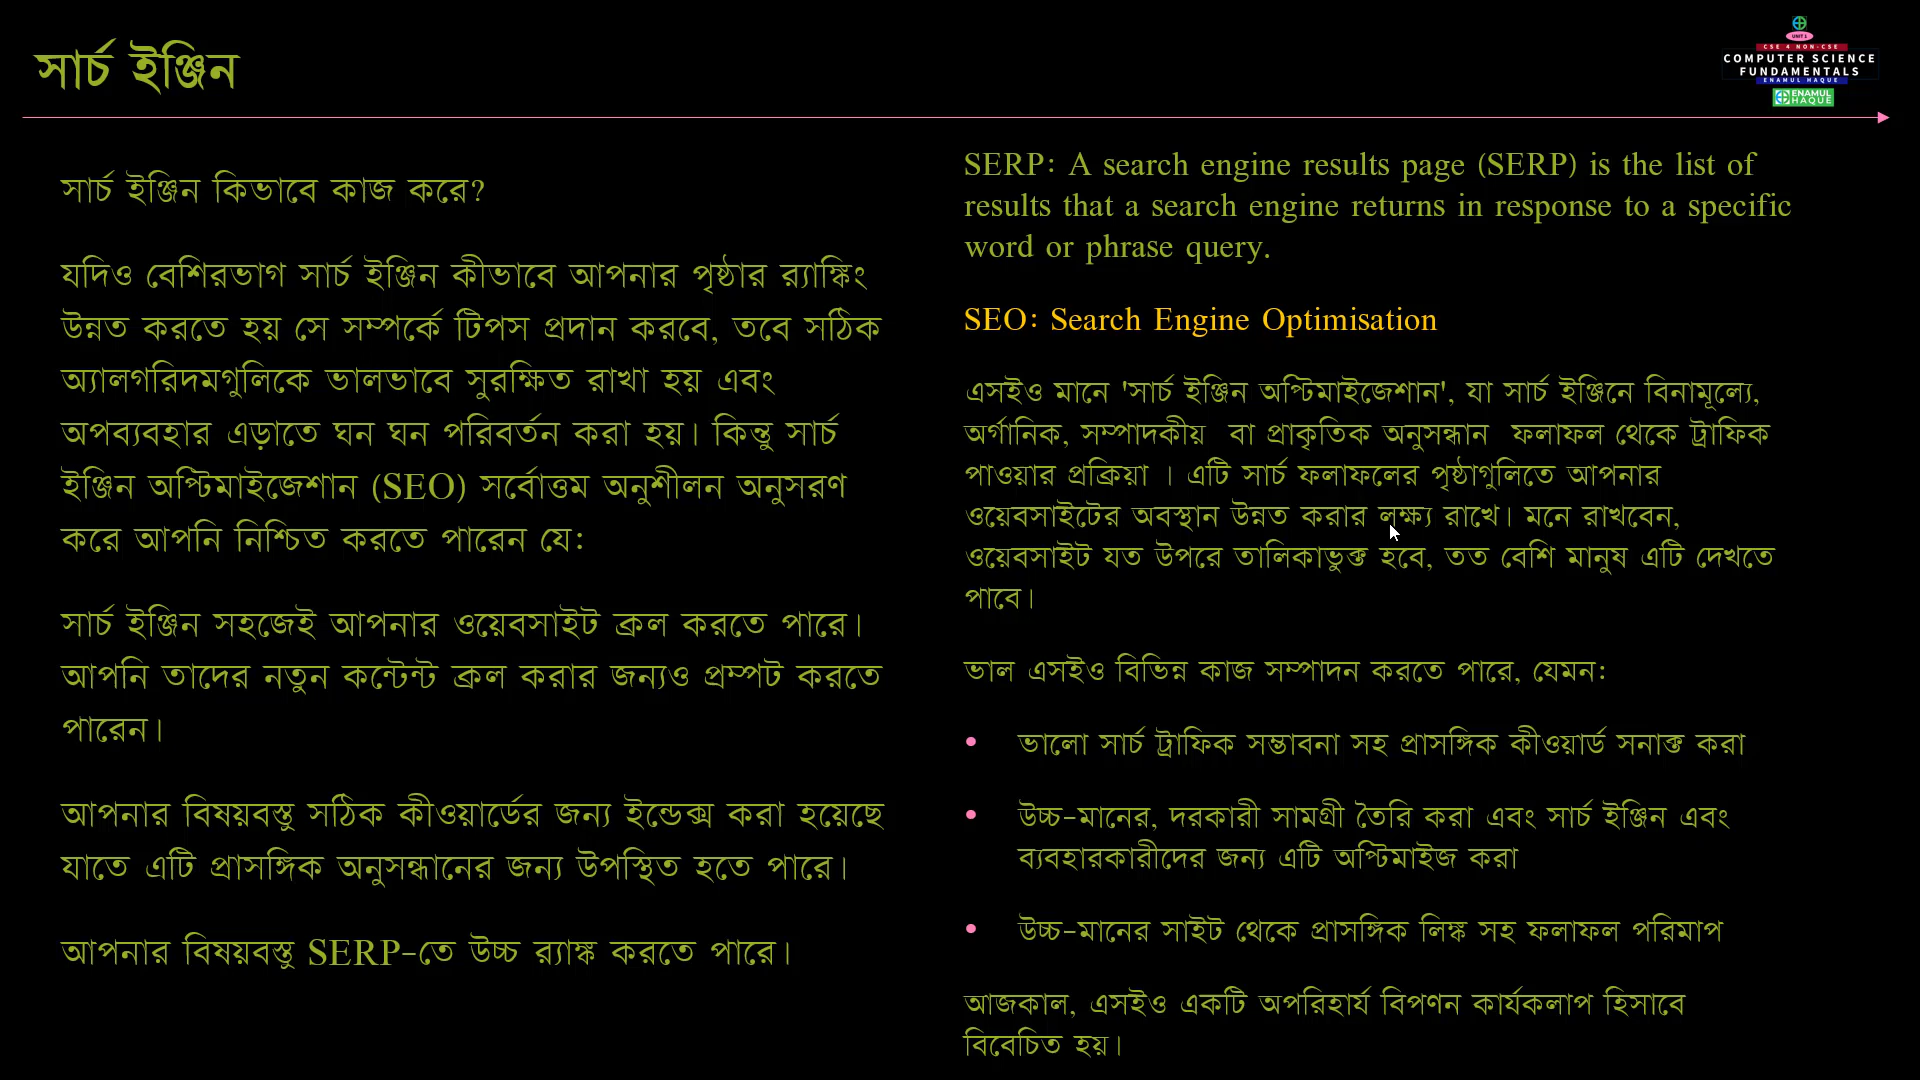 সার্চ ইঞ্জিন
UNIT 1
CSE 4 NON-CSE
COMPUTER SCIENCE
FUNDAMENTALS
ENAMUL HAQUE
ENAMUL
HAQUE
সার্চ ইঞ্জিন কিভাবে কাজ করে?
যদিও বেশিরভাগ সার্চ ইঞ্জিন কীভাবে আপনার পৃষ্ঠার র‍্যাঙ্কিং
উন্নত করতে হয় সে সম্পর্কে টিপস প্রদান করবে, তবে সঠিক
অ্যালগরিদমগুলিকে ভালভাবে সুরক্ষিত রাখা হয় এবং
অপব্যবহার এড়াতে ঘন ঘন পরিবর্তন করা হয়। কিন্তু সার্চ
ইঞ্জিন অপ্টিমাইজেশান (SEO) সর্বোত্তম অনুশীলন অনুসরণ
করে আপনি নিশ্চিত করতে পারেন যে:
সার্চ ইঞ্জিন সহজেই আপনার ওয়েবসাইট ক্রল করতে পারে।
আপনি তাদের নতুন কন্টেন্ট ক্রল করার জন্যও প্রম্পট করতে
পারেন।
আপনার বিষয়বস্তু সঠিক কীওয়ার্ডের জন্য ইন্ডেক্স করা হয়েছে
যাতে এটি প্রাসঙ্গিক অনুসন্ধানের জন্য উপস্থিত হতে পারে।
আপনার বিষয়বস্তু SERP-তে উচ্চ র‍্যাঙ্ক করতে পারে।
SERP: A search engine results page (SERP) is the list of
results that a search engine returns in response to a specific
word or phrase query.
SEO: Search Engine Optimisation
এসইও মানে 'সার্চ ইঞ্জিন অপ্টিমাইজেশান', যা সার্চ ইঞ্জিনে বিনামূল্যে,
অর্গানিক, সম্পাদকীয় বা প্রাকৃতিক অনুসন্ধান ফলাফল থেকে ট্রাফিক
পাওয়ার প্রক্রিয়া । এটি সার্চ ফলাফলের পৃষ্ঠাগুলিতে আপনার
ওয়েবসাইটের অবস্থান উন্নত করার লক্ষ্য রাখে। মনে রাখবেন,
ওয়েবসাইট যত উপরে তালিকাভুক্ত হবে, তত বেশি মানুষ এটি দেখতে
পাবে।
ভাল এসইও বিভিন্ন কাজ সম্পাদন করতে পারে, যেমন:
• ভালো সার্চ ট্রাফিক সম্ভাবনা সহ প্রাসঙ্গিক কীওয়ার্ড সনাক্ত করা
• উচ্চ-মানের, দরকারী সামগ্রী তৈরি করা এবং সার্চ ইঞ্জিন এবং
ব্যবহারকারীদের জন্য এটি অপ্টিমাইজ করা
• উচ্চ-মানের সাইট থেকে প্রাসঙ্গিক লিঙ্ক সহ ফলাফল পরিমাপ
আজকাল, এসইও একটি অপরিহার্য বিপণন কার্যকলাপ হিসাবে
বিবেচিত হয়।